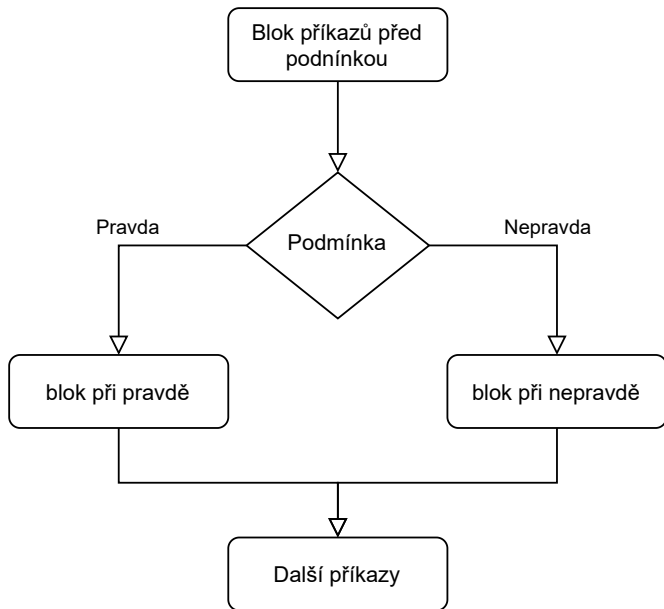 Blok příkazů před
podnínkou
Pravda
Podmínka
Nepravda
blok při pravdě
blok při nepravdě
Další příkazy